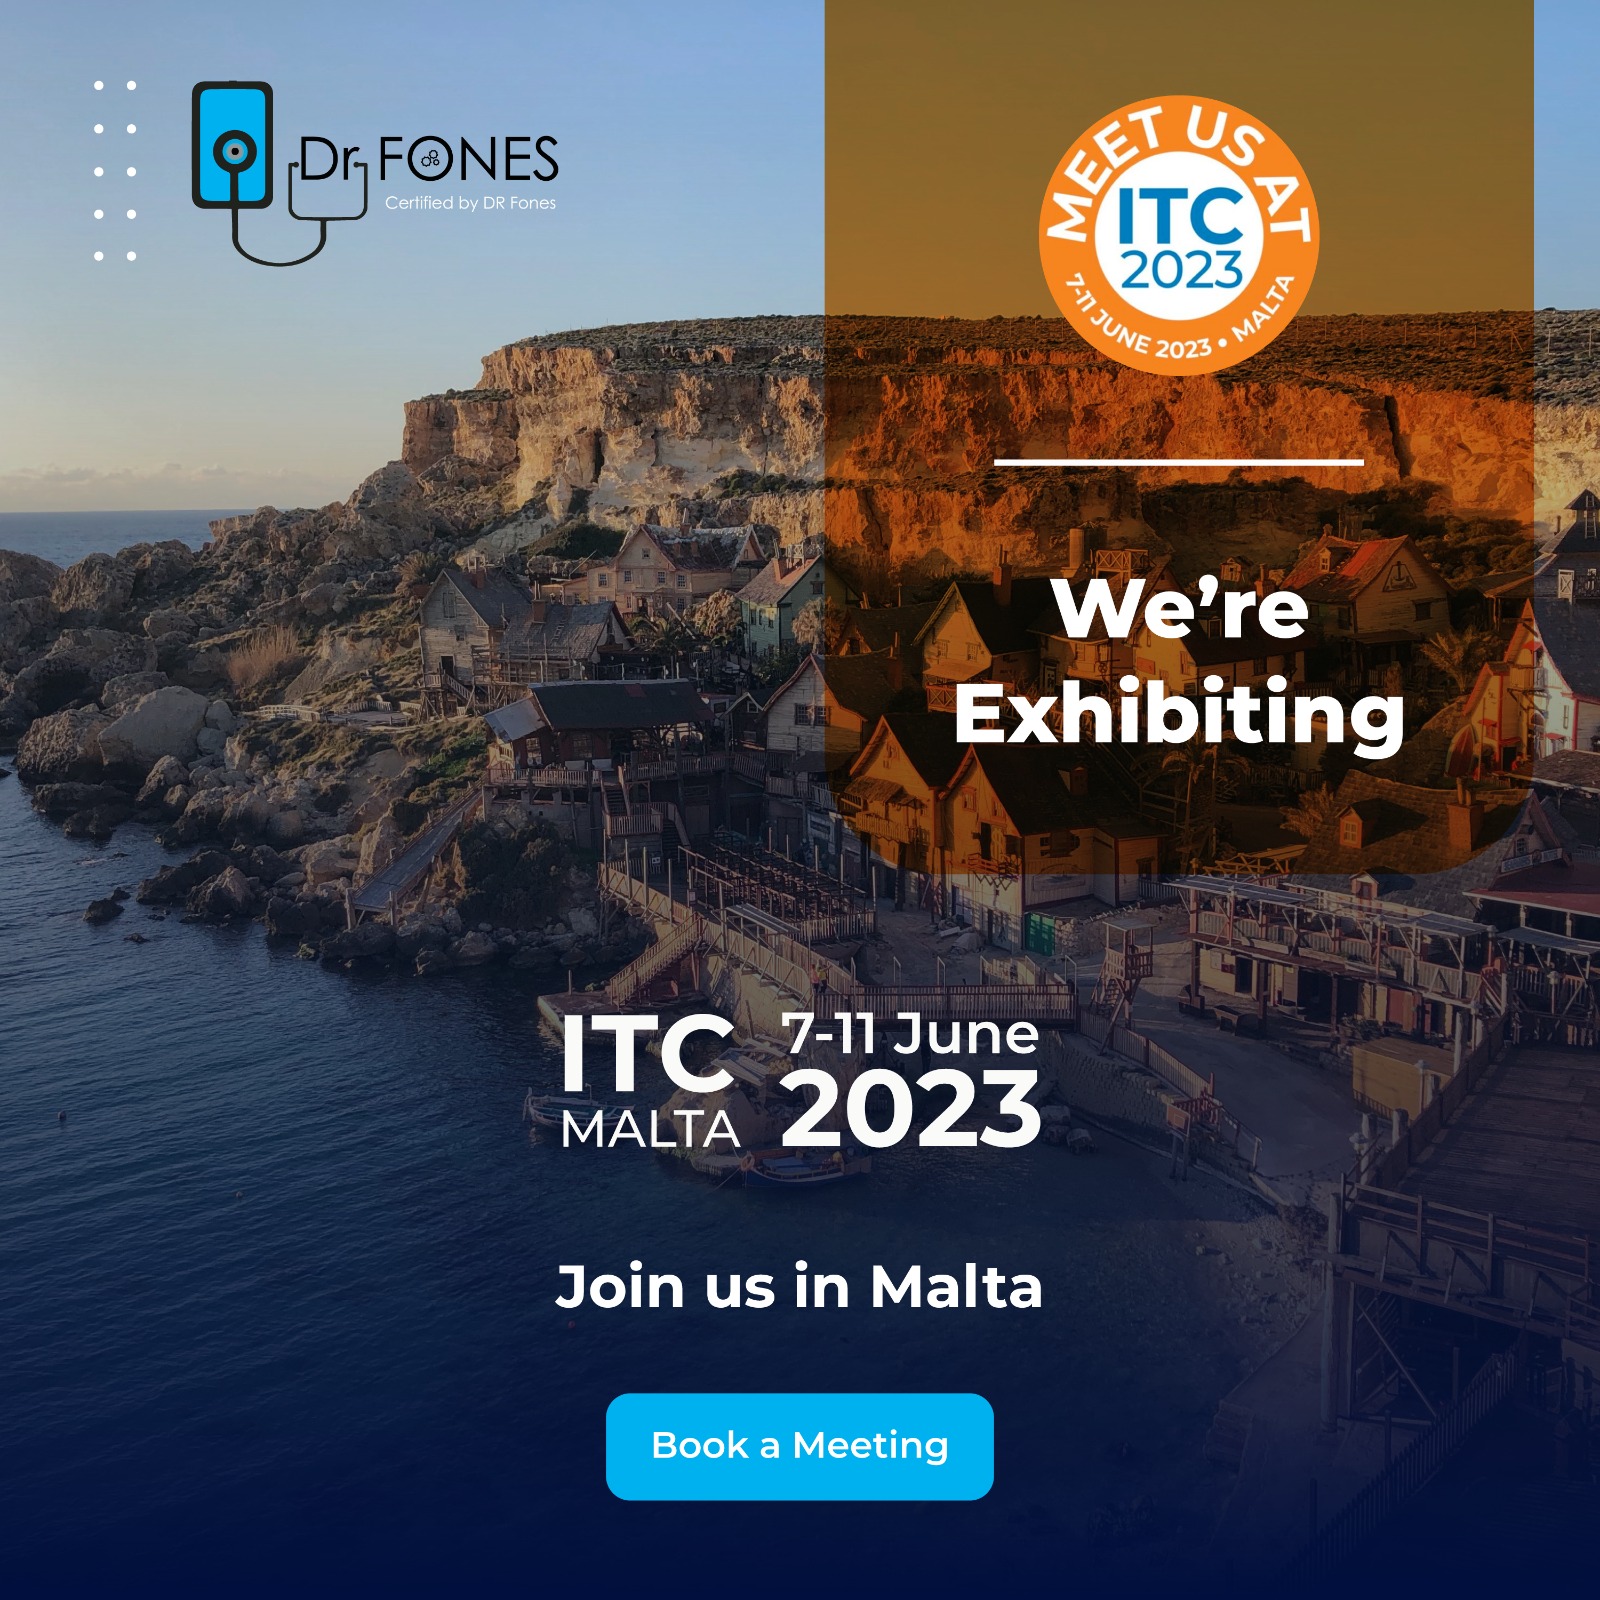 Dr. FONES
Certified by DR Fones
MEET US AT
ITC
2023
7-11 JUNE 2023 • MALTA
We're
Exhibiting
ITC
MALTA
7-11 June
2023
Join us in Malta
Book a Meeting